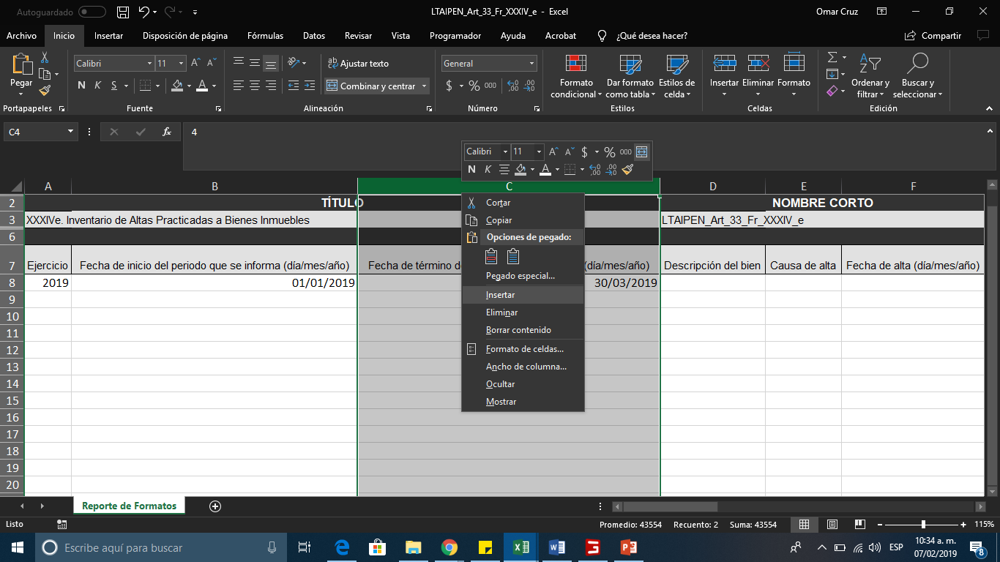 Autoguardado
LTAIPEN_Art_33_Fr_XXXIV_e - Excel
Omar Cruz
Archivo Inicio Insertar Disposición de página Fórmulas Datos Revisar Vista Programador Ayuda Acrobat ¿Qué desea hacer? Compartir
Pegar
Calibri 11
N K S A
Ajustar texto
Combinar y centrar
General
$ % 000
Formato condicional
Dar formato como tabla
Estilos de celda
Insertar Eliminar Formato
Ordenar y filtrar
Buscar y seleccionar
Portapapeles Fuente Alineación Número Estilos Celdas Edición
C4 fx 4
Calibri 11 $ % 000
N K A
A B C D E F
2 TÍTULO NOMBRE CORTO
3 XXXIVe. Inventario de Altas Practicadas a Bienes Inmuebles LTAIPEN_Art_33_Fr_XXXIV_e
6
7 Ejercicio Fecha de inicio del periodo que se informa (día/mes/año) Fecha de término d (día/mes/año) Descripción del bien Causa de alta Fecha de alta (día/mes/año)
8 2019 01/01/2019 30/03/2019
9
10
11
12
13
14
15
16
17
18
19
20
Cortar
Copiar
Opciones de pegado:
Pegado especial...
Insertar
Eliminar
Borrar contenido
Formato de celdas...
Ancho de columna...
Ocultar
Mostrar
Reporte de Formatos
Listo Promedio: 43554 Recuento: 2 Suma: 43554 115%
Escribe aquí para buscar
ESP
10:34 a. m.
07/02/2019
8